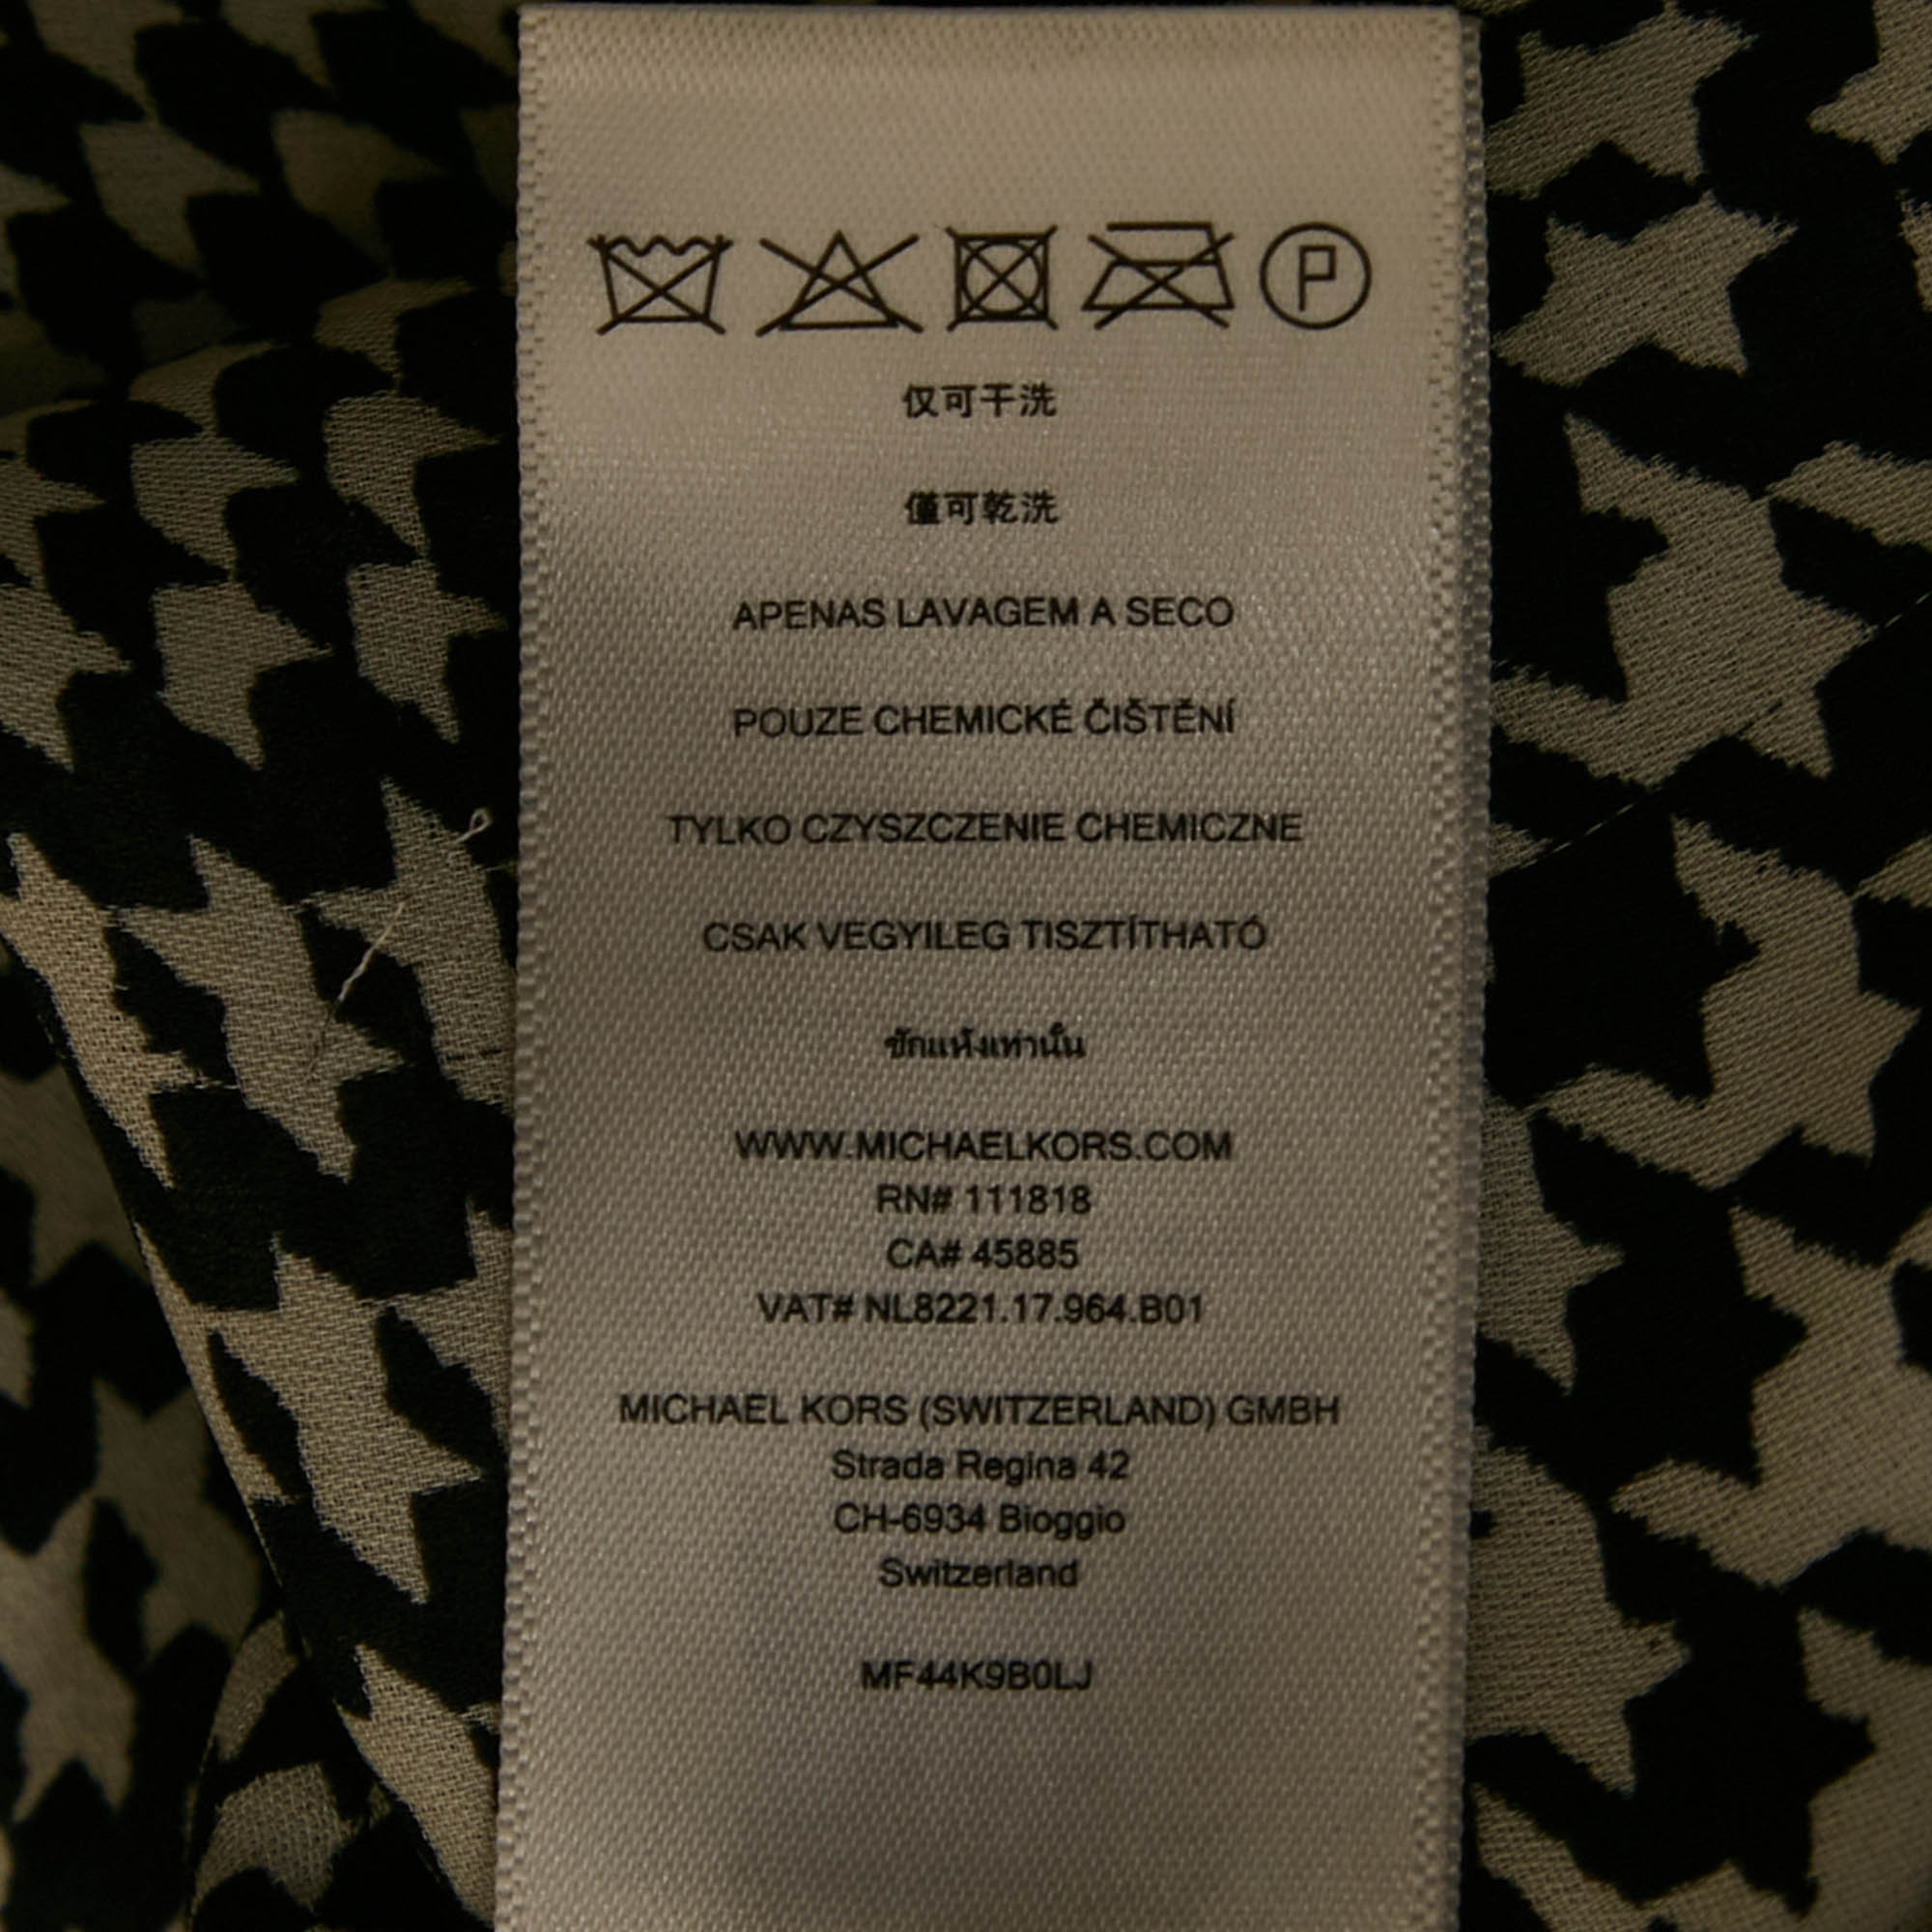 P
仅可干洗
僅可乾洗
APENAS LAVAGEM A SECO
POUZE CHEMICKÉ ČIŠTĚNÍ
TYLKO CZYSZCZENIE CHEMICZNE
CSAK VEGYILEG TISZTÍTHATÓ
ซักแห้งเท่านั้น
WWW.MICHAELKORS.COM
RN# 111818
CA# 45885
VAT# NL8221.17.964.B01
MICHAEL KORS (SWITZERLAND) GMBH
Strada Regina 42
CH-6934 Bioggio
Switzerland
MF44K9B0LJ